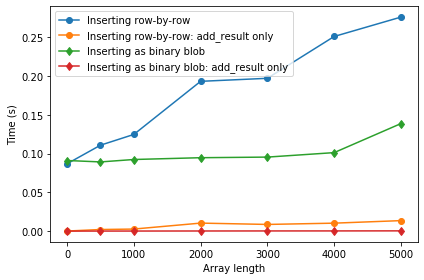 Inserting row-by-row
Inserting row-by-row: add_result only
Inserting as binary blob
Inserting as binary blob: add_result only
Time (s)
0.25
0.20
0.15
0.10
0.05
0.00
0 1000 2000 3000 4000 5000
Array length